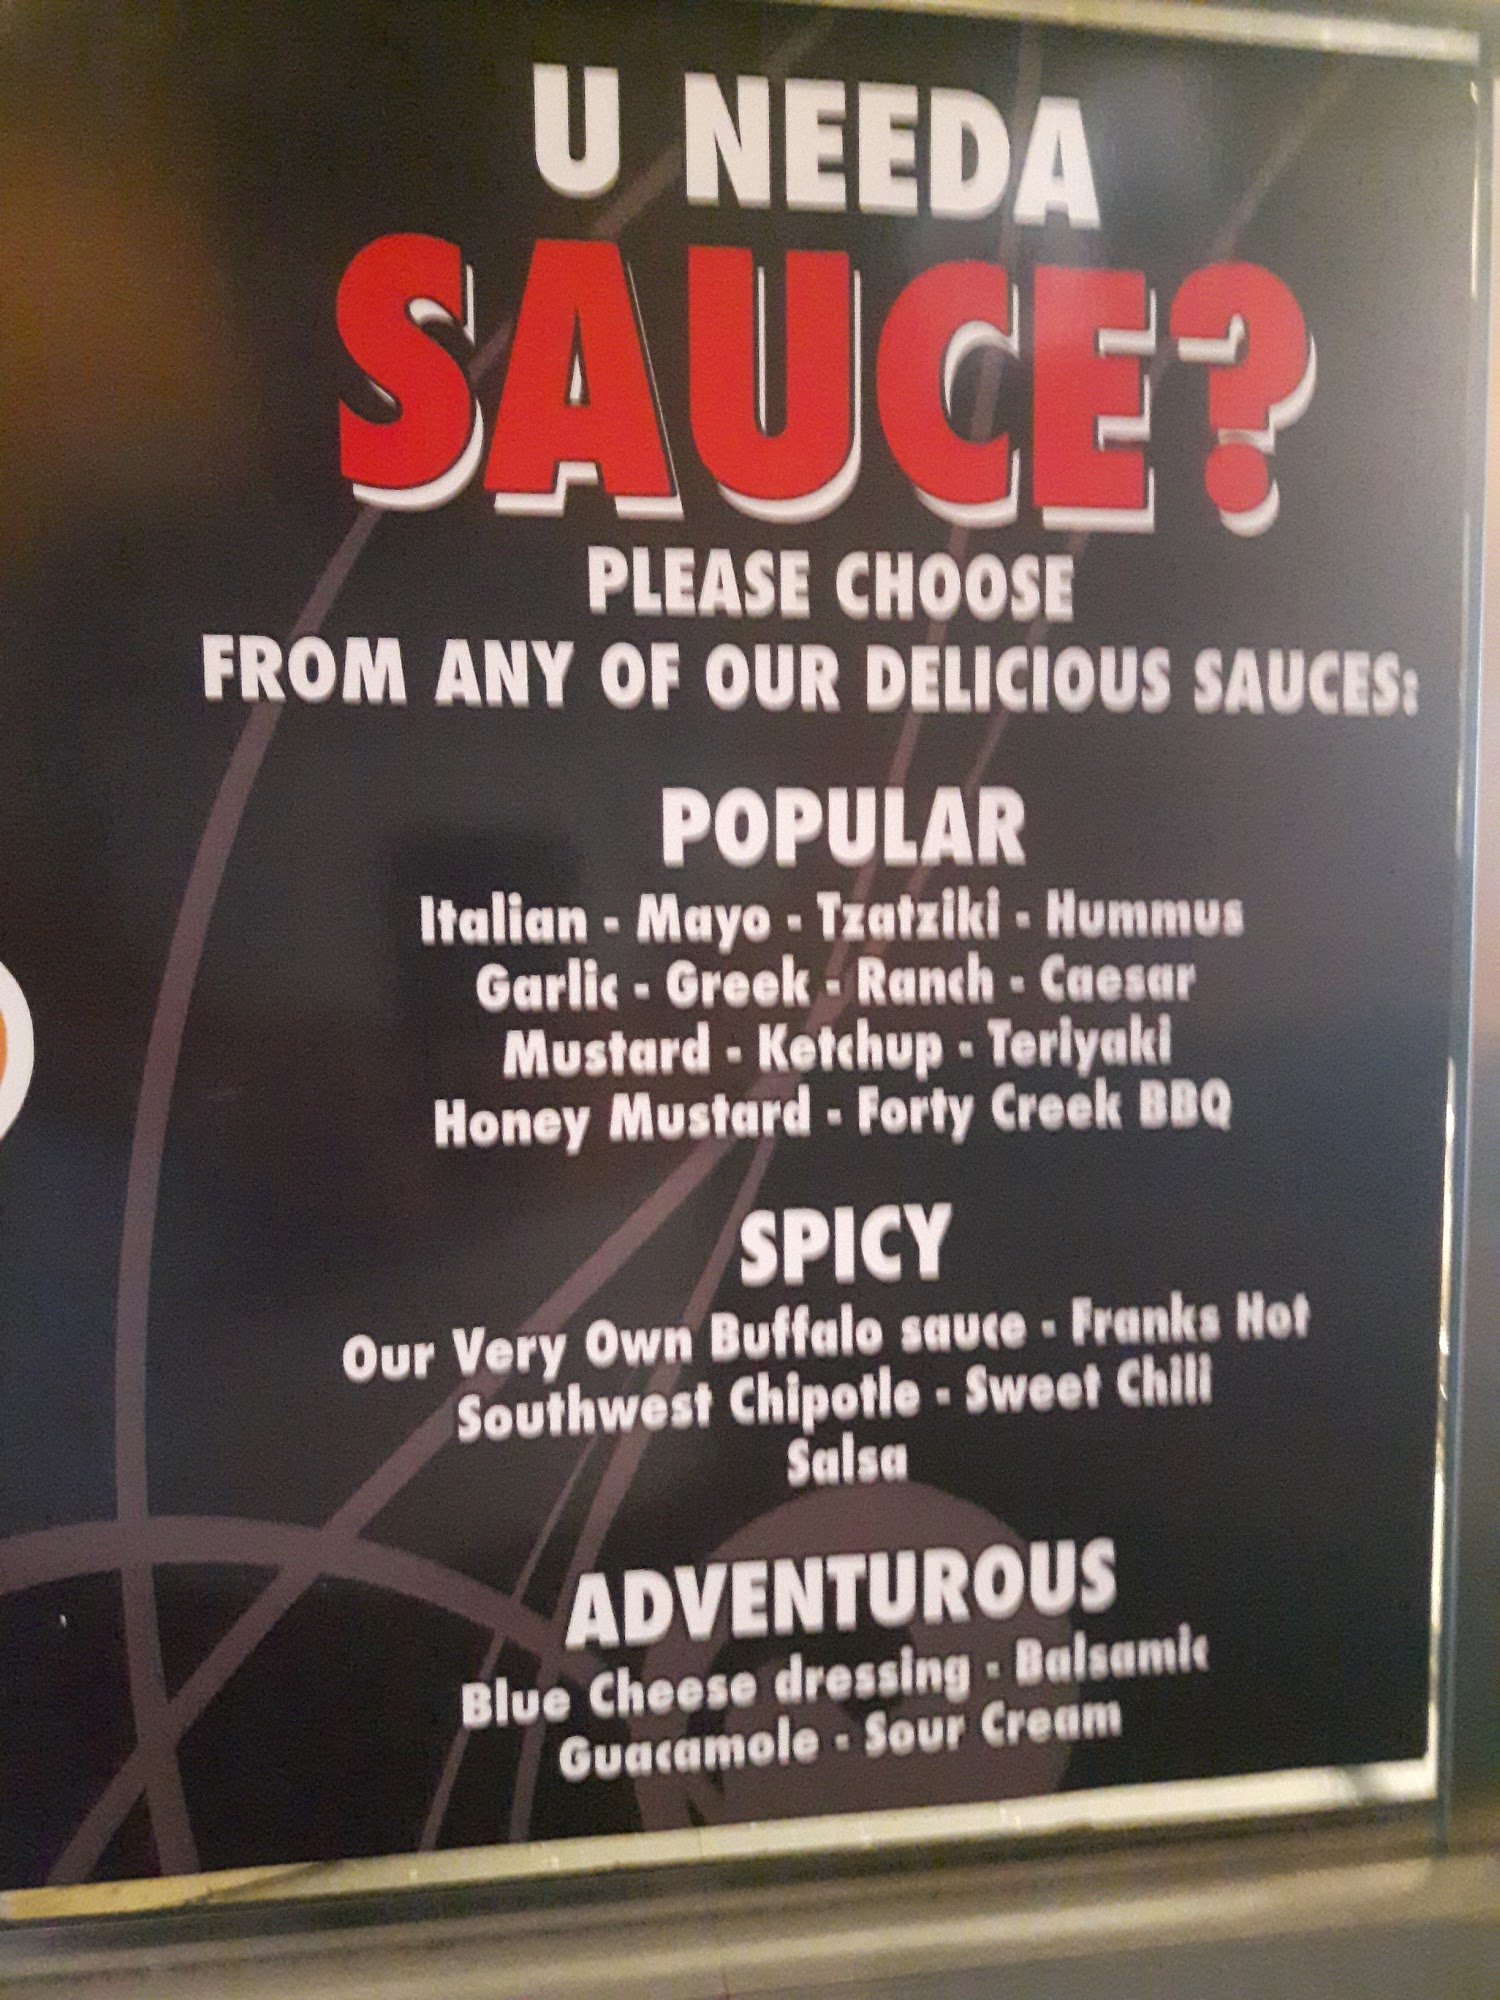 U NEEDA
SAUCE?
PLEASE CHOOSE
FROM ANY OF OUR DELICIOUS SAUCES:
POPULAR
Italian - Mayo - Tzatziki - Hummus
Garlic - Greek - Ranch - Caesar
Mustard - Ketchup - Teriyaki
Honey Mustard - Forty Creek BBQ
SPICY
Our Very Own Buffalo sauce - Franks Hot
Southwest Chipotle - Sweet Chili
Salsa
ADVENTUROUS
Blue Cheese dressing - Balsamic
Guacamole - Sour Cream